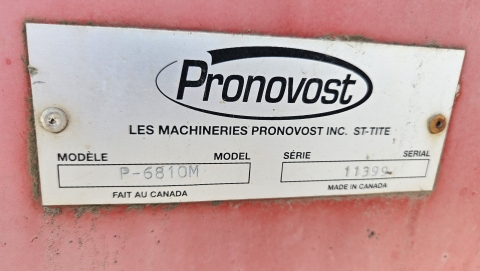 Pronovost
LES MACHINERIES PRONOVOST INC. ST-TITE
MODÈLE MODEL SÉRIE SERIAL
P-6810M 11399
FAIT AU CANADA MADE IN CANADA